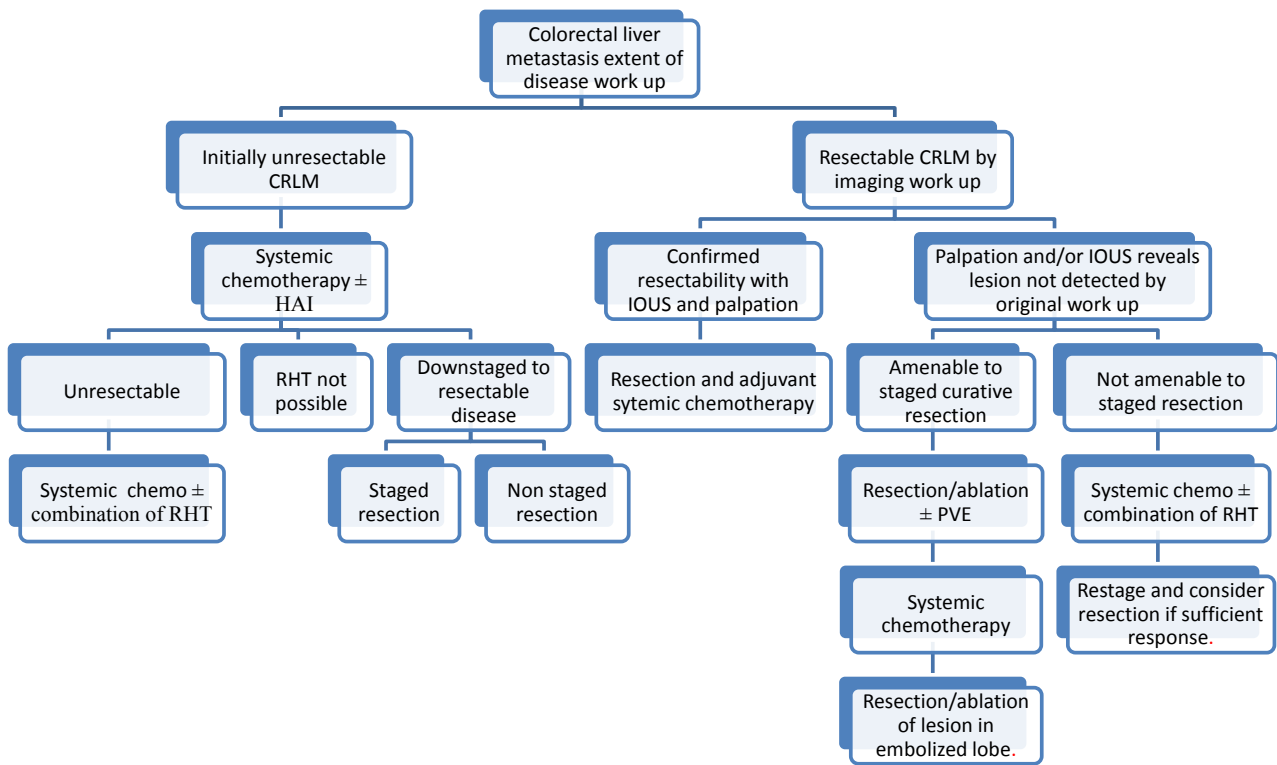 Colorectal liver
metastasis extent of
disease work up
Initially unresectable
CRLM
Resectable CRLM by
imaging work up
Systemic
chemotherapy ±
HAI
Confirmed
resectability with
IOUS and palpation
Palpation and/or IOUS reveals
lesion not detected by
original work up
Unresectable
RHT not
possible
Downstaged to
resectable
disease
Resection and adjuvant
sytemic chemotherapy
Amenable to
staged curative
resection
Not amenable to
staged resection
Systemic chemo ±
combination of RHT
Staged
resection
Non staged
resection
Resection/ablation
± PVE
Systemic chemo ±
combination of RHT
Systemic
chemotherapy
Restage and consider
resection if sufficient
response.
Resection/ablation
of lesion in
embolized lobe.